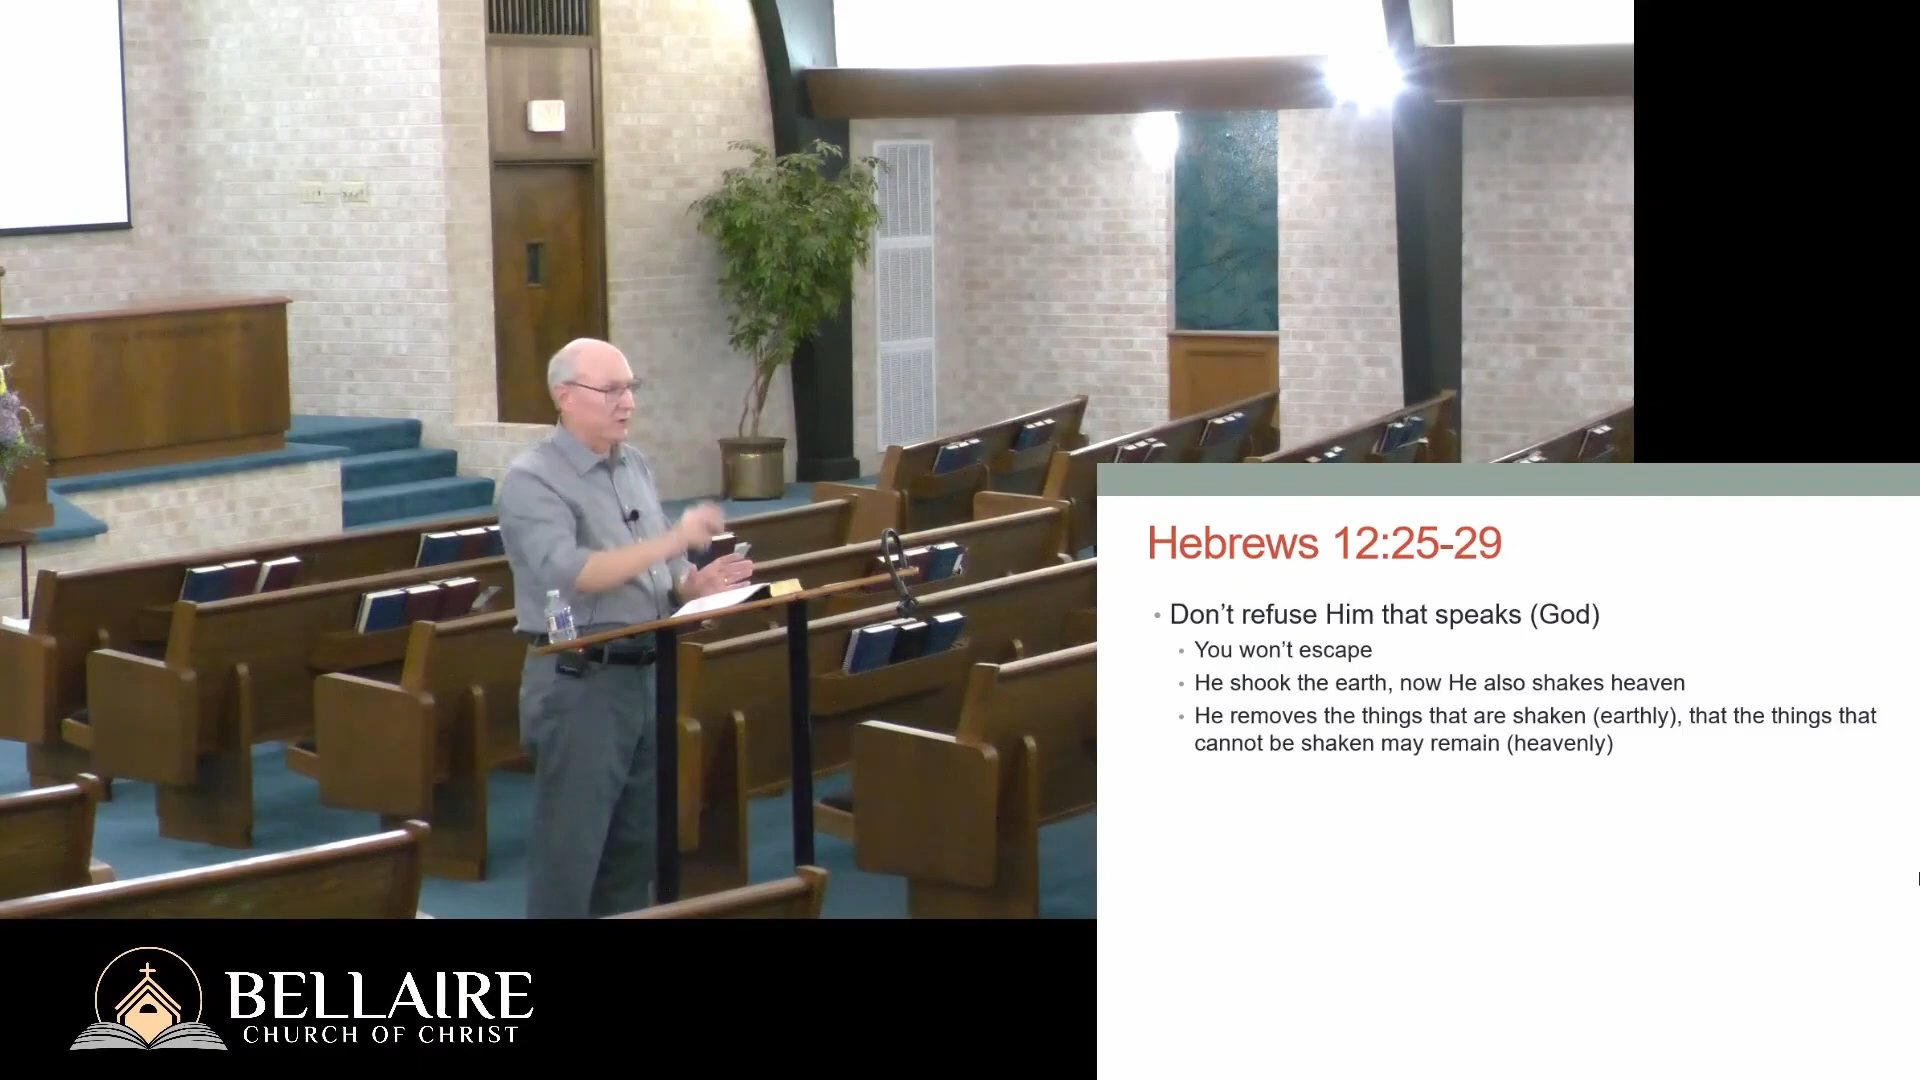 Hebrews 12:25-29
• Don’t refuse Him that speaks (God)
• You won’t escape
• He shook the earth, now He also shakes heaven
• He removes the things that are shaken (earthly), that the things that
cannot be shaken may remain (heavenly)
BELLAIRE
CHURCH OF CHRIST